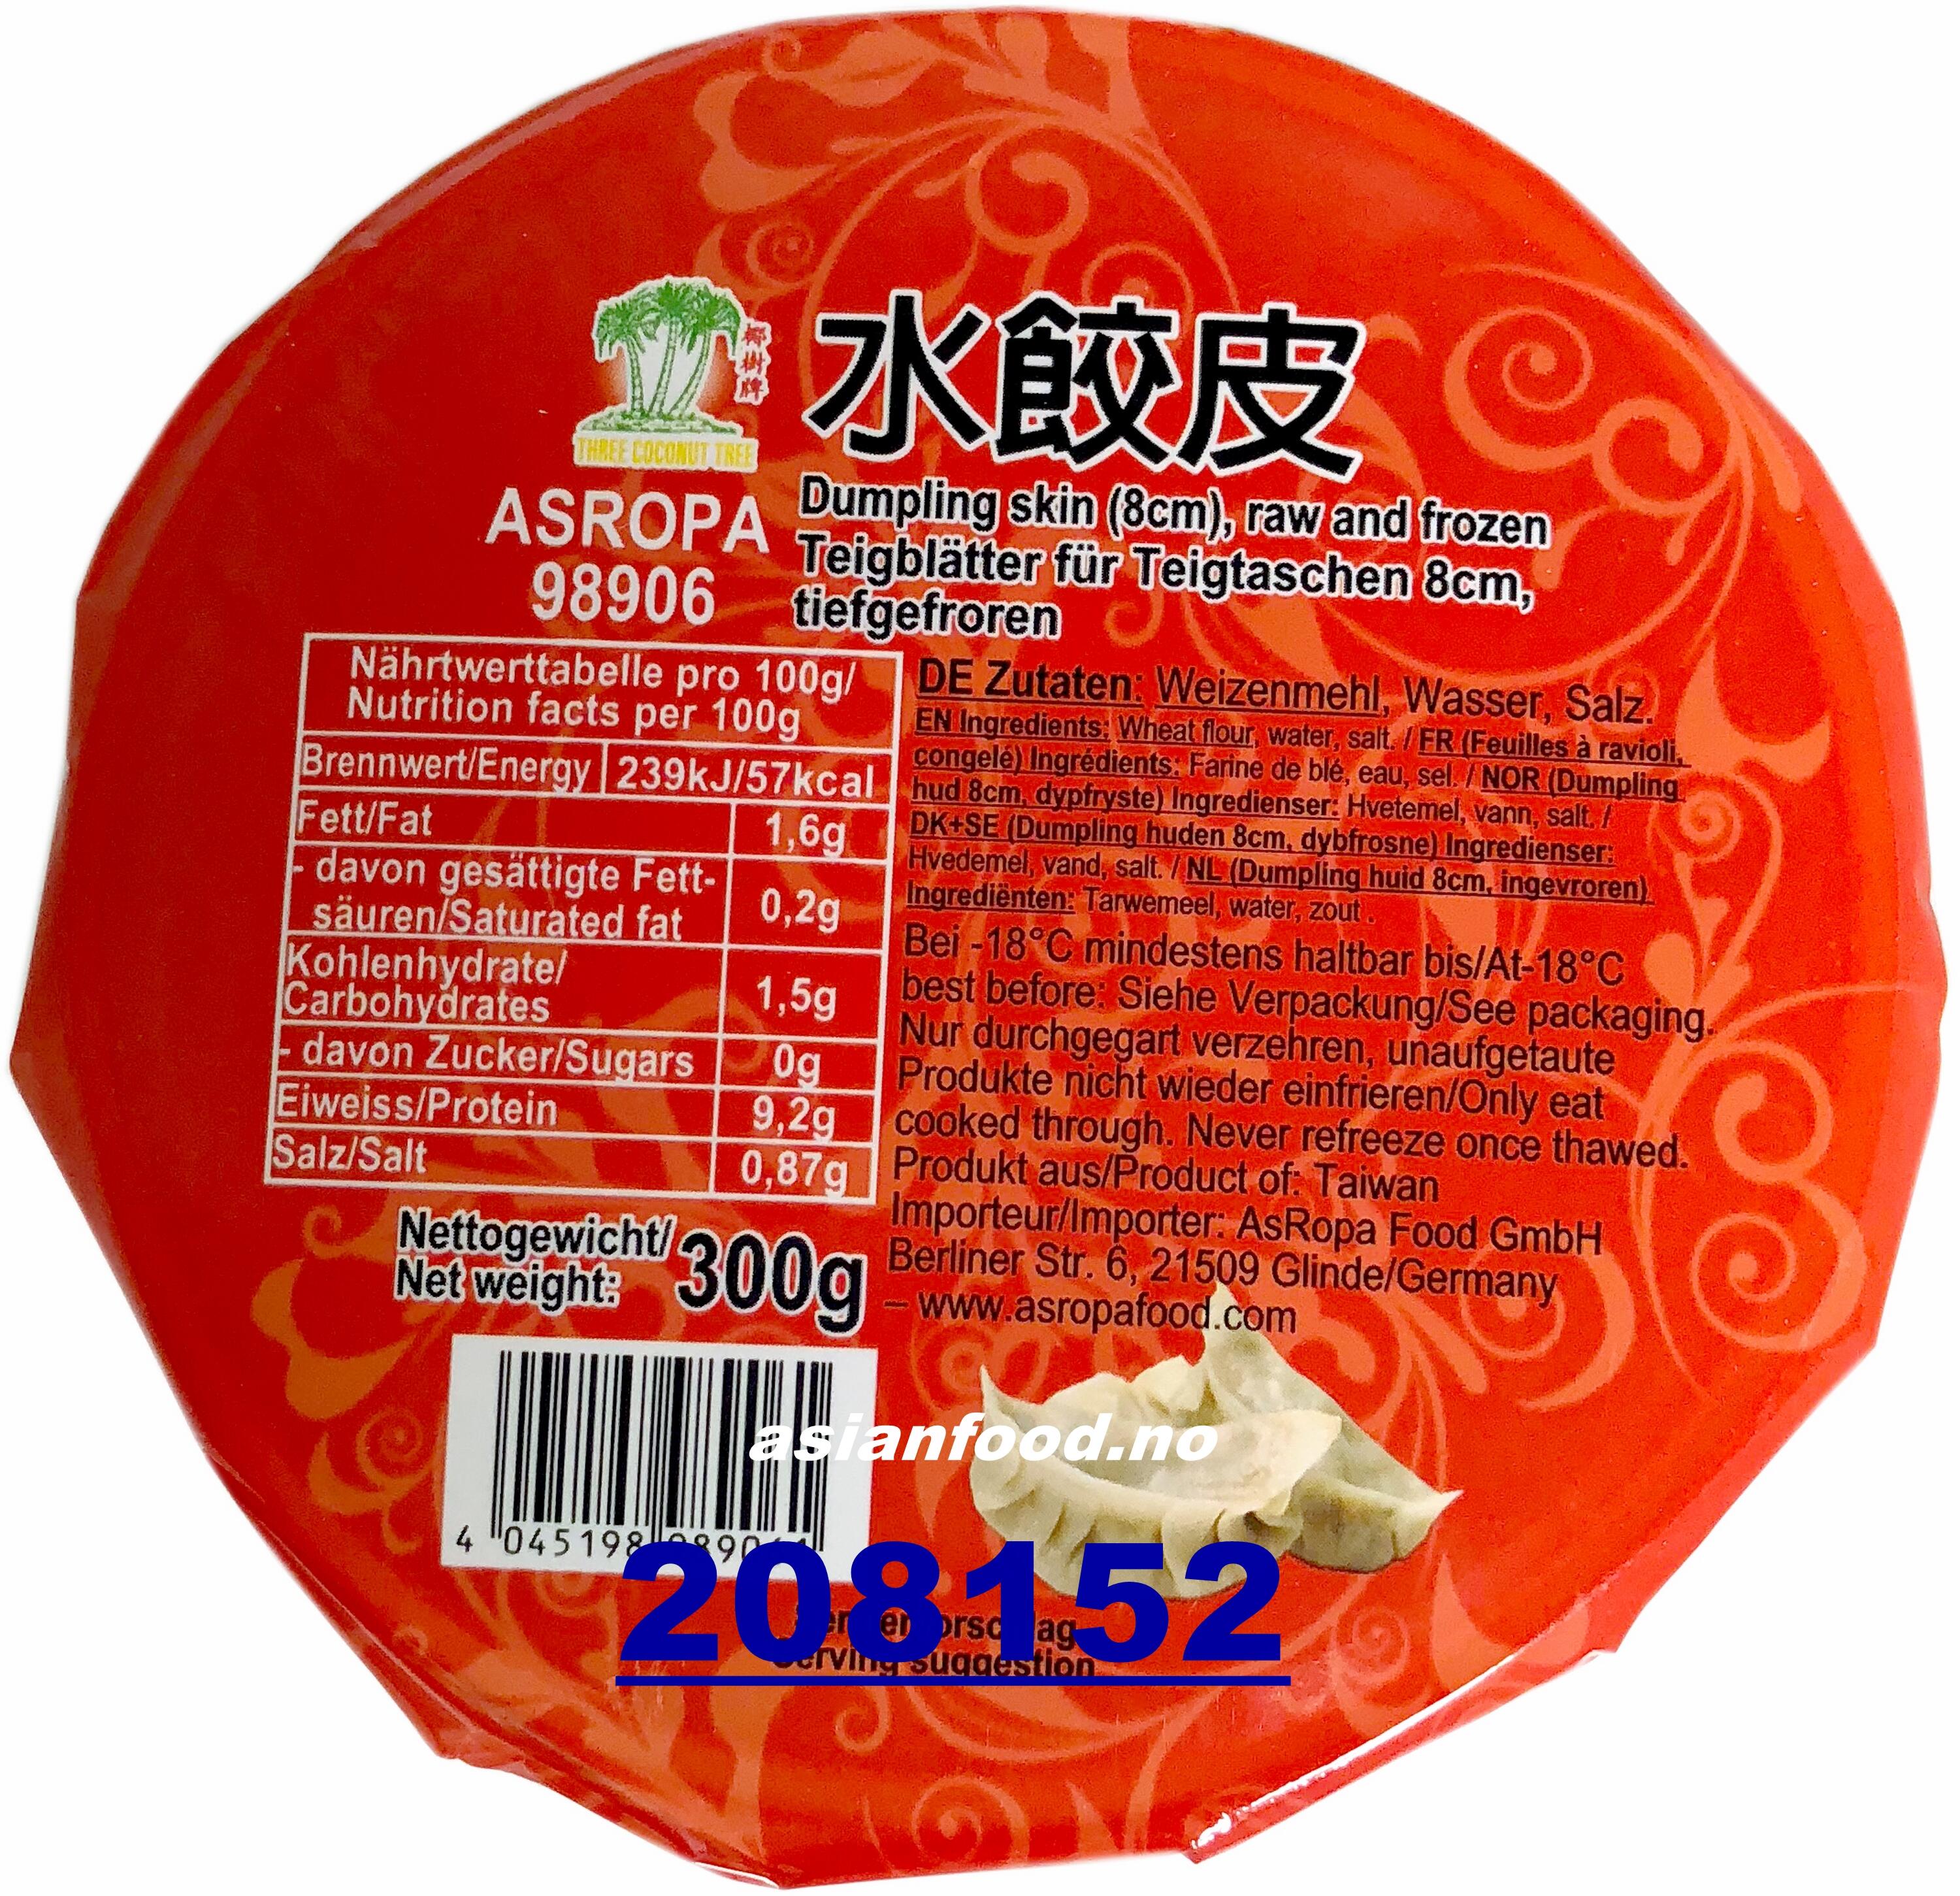 椰樹牌
THREE COCONUT TREE
水餃皮
ASROPA
98906
Dumpling skin (8cm), raw and frozen
Teigblätter für Teigtaschen 8cm,
tiefgefroren
Nährtwerttabelle pro 100g/
Nutrition facts per 100g
Brennwert/Energy 239kJ/57kcal
Fett/Fat 1,6g
- davon gesättigte Fett-
säuren/Saturated fat 0,2g
Kohlenhydrate/
Carbohydrates 1,5g
- davon Zucker/Sugars 0g
Eiweiss/Protein 9,2g
Salz/Salt 0,87g
Nettogewicht/
Net weight: 300g
DE Zutaten: Weizenmehl, Wasser, Salz.
EN Ingredients: Wheat flour, water, salt. / FR (Feuilles à ravioli,
congelé) Ingrédients: Farine de blé, eau, sel. / NOR (Dumpling
hud 8cm, dypfryste) Ingredienser: Hvetemel, vann, salt. /
DK+SE (Dumpling huden 8cm, dybfrosne) Ingredienser:
Hvedemel, vand, salt. / NL (Dumpling huid 8cm, ingevroren)
Ingrediënten: Tarwemeel, water, zout .
Bei -18°C mindestens haltbar bis/At-18°C
best before: Siehe Verpackung/See packaging.
Nur durchgegart verzehren, unaufgetaute
Produkte nicht wieder einfrieren/Only eat
cooked through. Never refreeze once thawed.
Produkt aus/Product of: Taiwan
Importeur/Importer: AsRopa Food GmbH
Berliner Str. 6, 21509 Glinde/Germany
– www.asropafood.com
asianfood.no
4 045198
208152
Serving suggestion